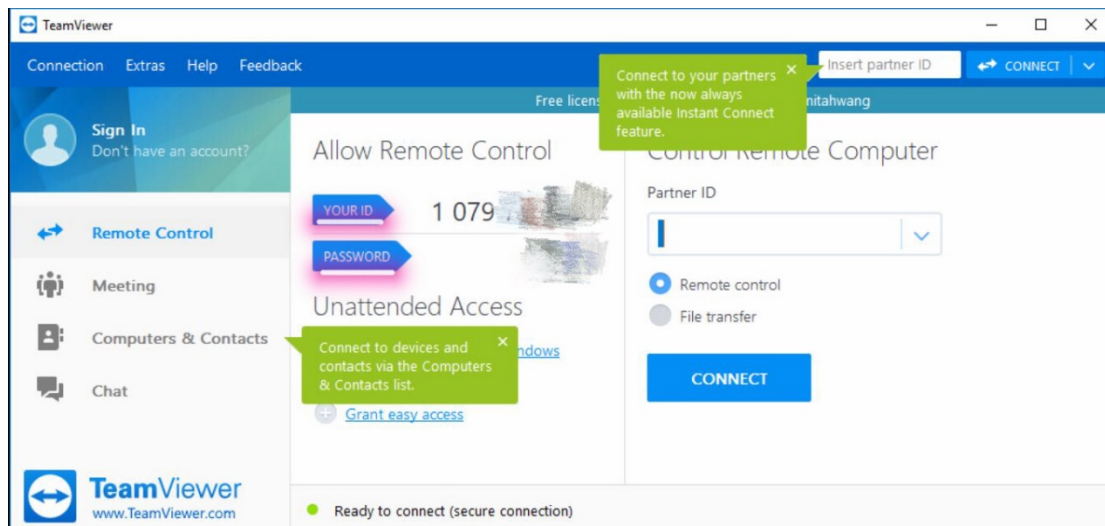 TeamViewer
Connection Extras Help Feedback
Insert partner ID
CONNECT
Connect to your partners
with the now always
available Instant Connect
feature.
Free licens
nitahwang
Sign In
Don't have an account?
Remote Control
Meeting
Computers & Contacts
Chat
TeamViewer
www.TeamViewer.com
Allow Remote Control
YOUR ID 1 079
PASSWORD
Unattended Access
ndows
Connect to devices and
contacts via the Computers
& Contacts list.
Grant easy access
Control Remote Computer
Partner ID
Remote control
File transfer
CONNECT
Ready to connect (secure connection)